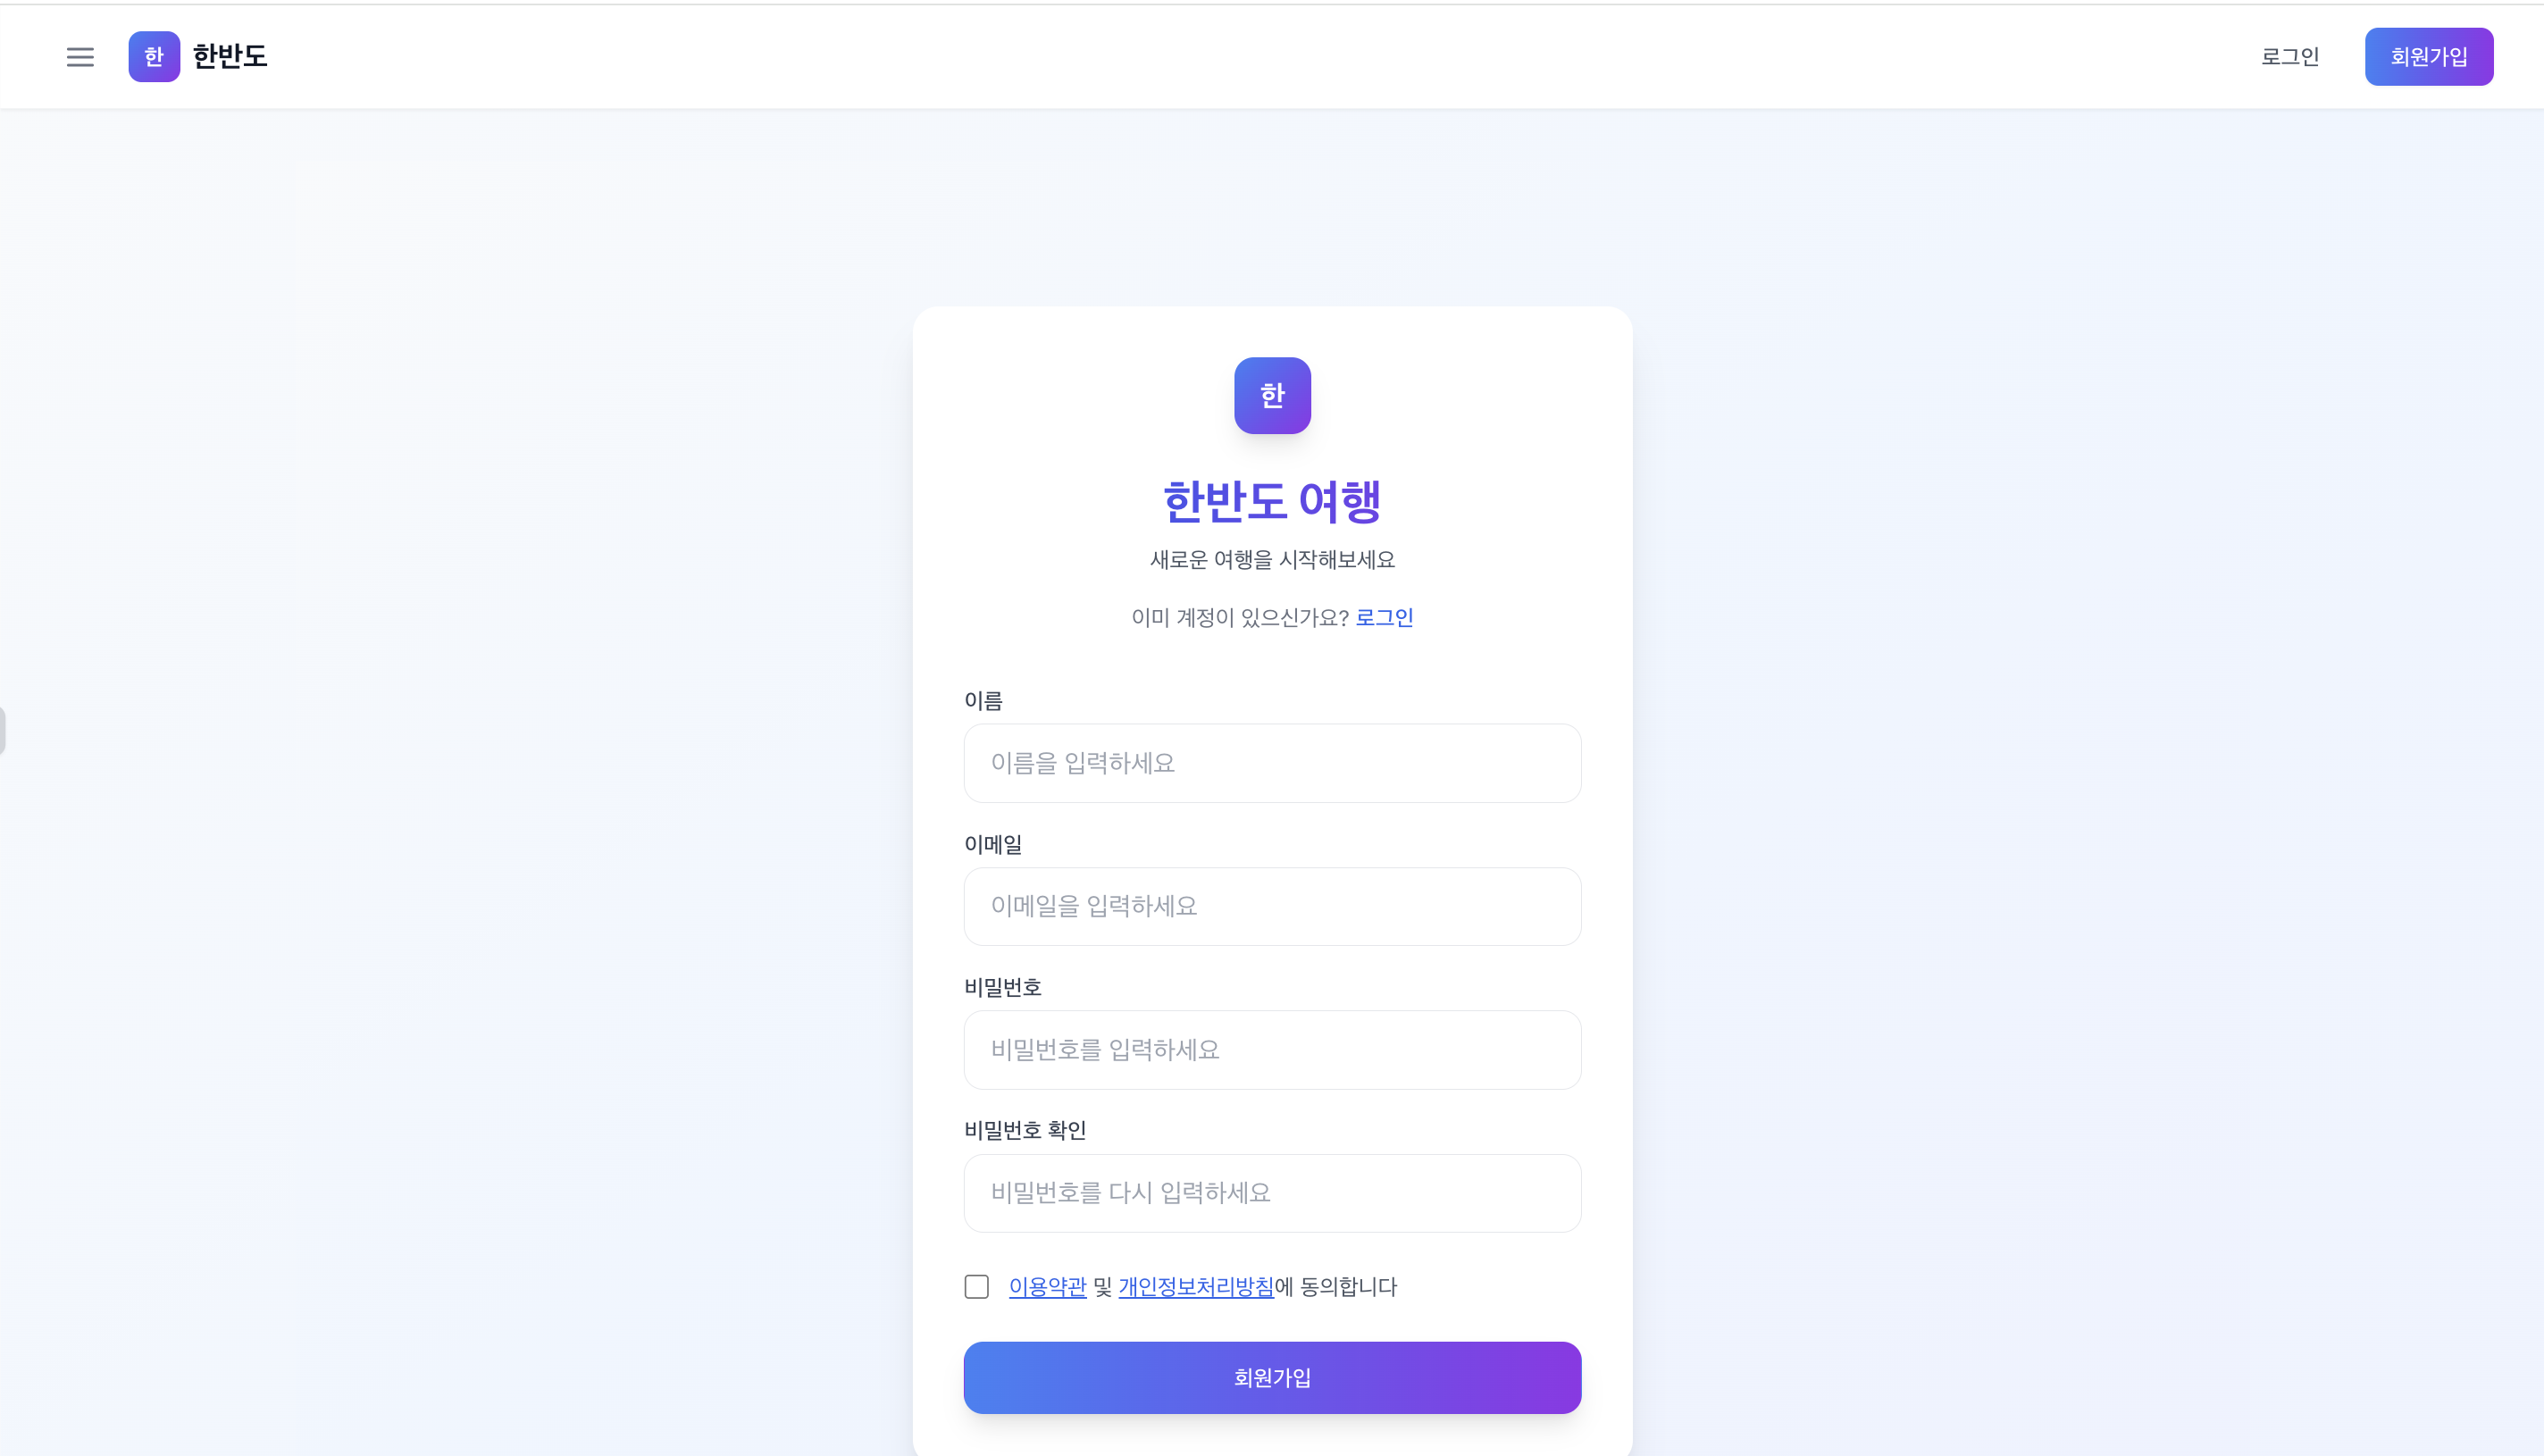 한 한반도 로그인 회원가입
한
한반도 여행
새로운 여행을 시작해보세요
이미 계정이 있으신가요? 로그인
이름
이름을 입력하세요
이메일
이메일을 입력하세요
비밀번호
비밀번호를 입력하세요
비밀번호 확인
비밀번호를 다시 입력하세요
이용약관 및 개인정보처리방침에 동의합니다
회원가입